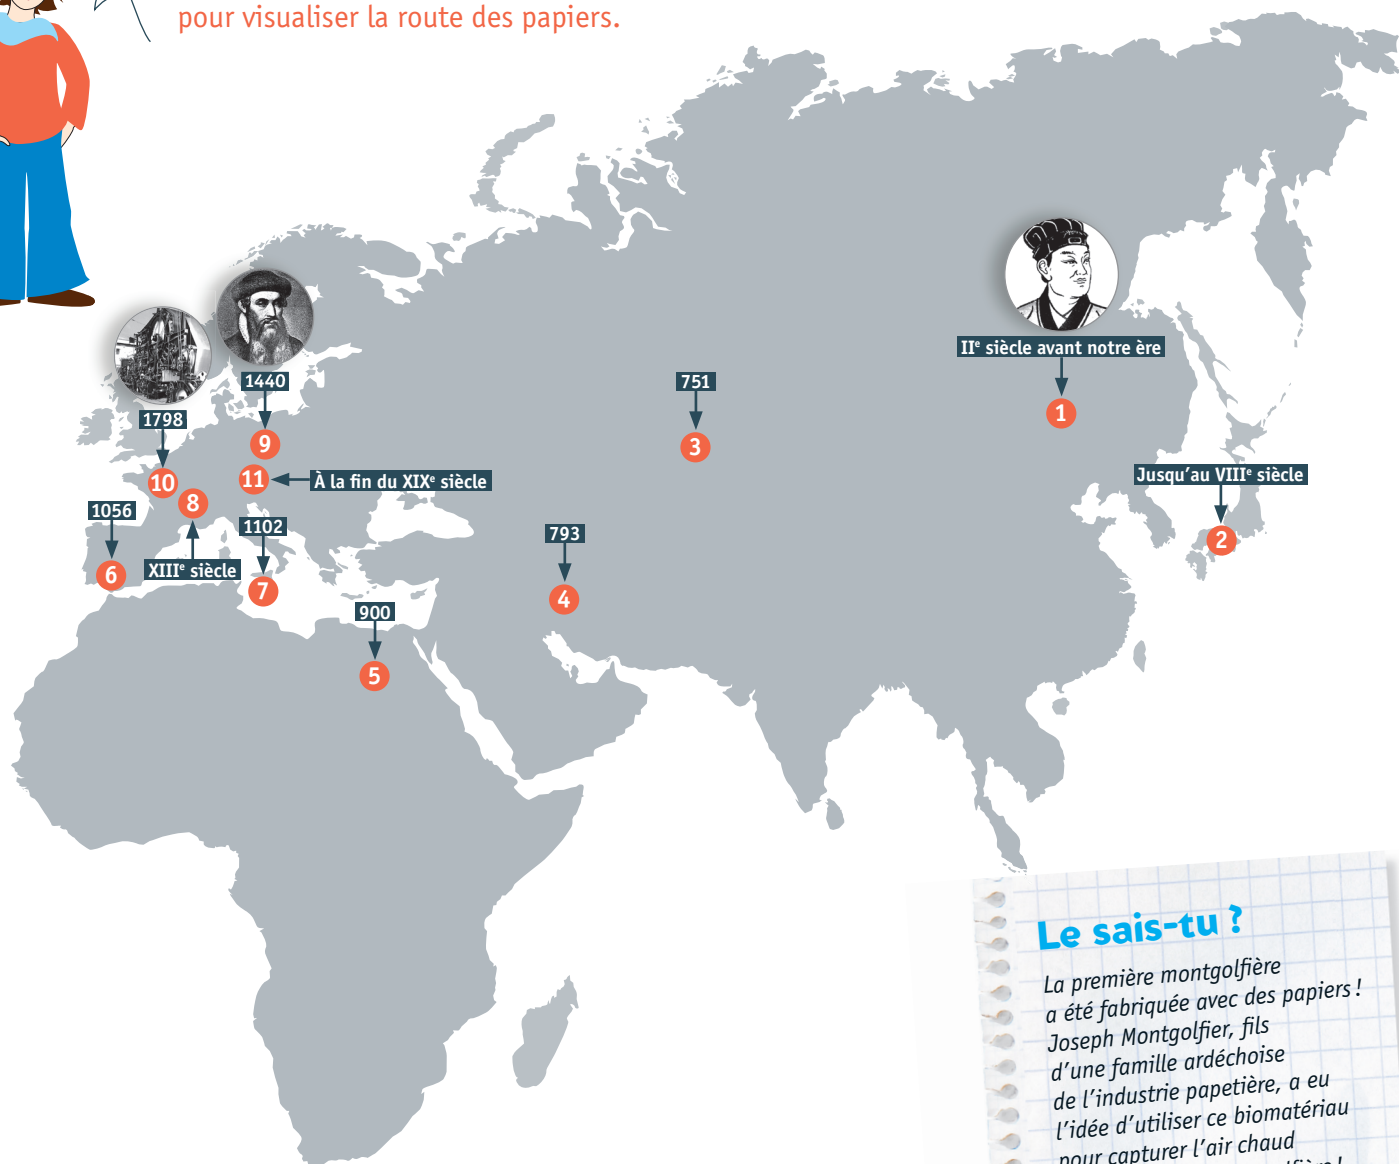 pour visualiser la route des papiers.
IIe siècle avant notre ère
1
Jusqu'au VIIIe siècle
2
751
3
793
4
900
5
1056
6
1102
7
XIIIe siècle
8
1440
9
1798
10
À la fin du XIXe siècle
11
Le sais-tu ?
La première montgolfière
a été fabriquée avec des papiers !
Joseph Montgolfier, fils
d'une famille ardéchoise
de l'industrie papetière, a eu
l'idée d'utiliser ce biomatériau
pour capturer l'air chaud